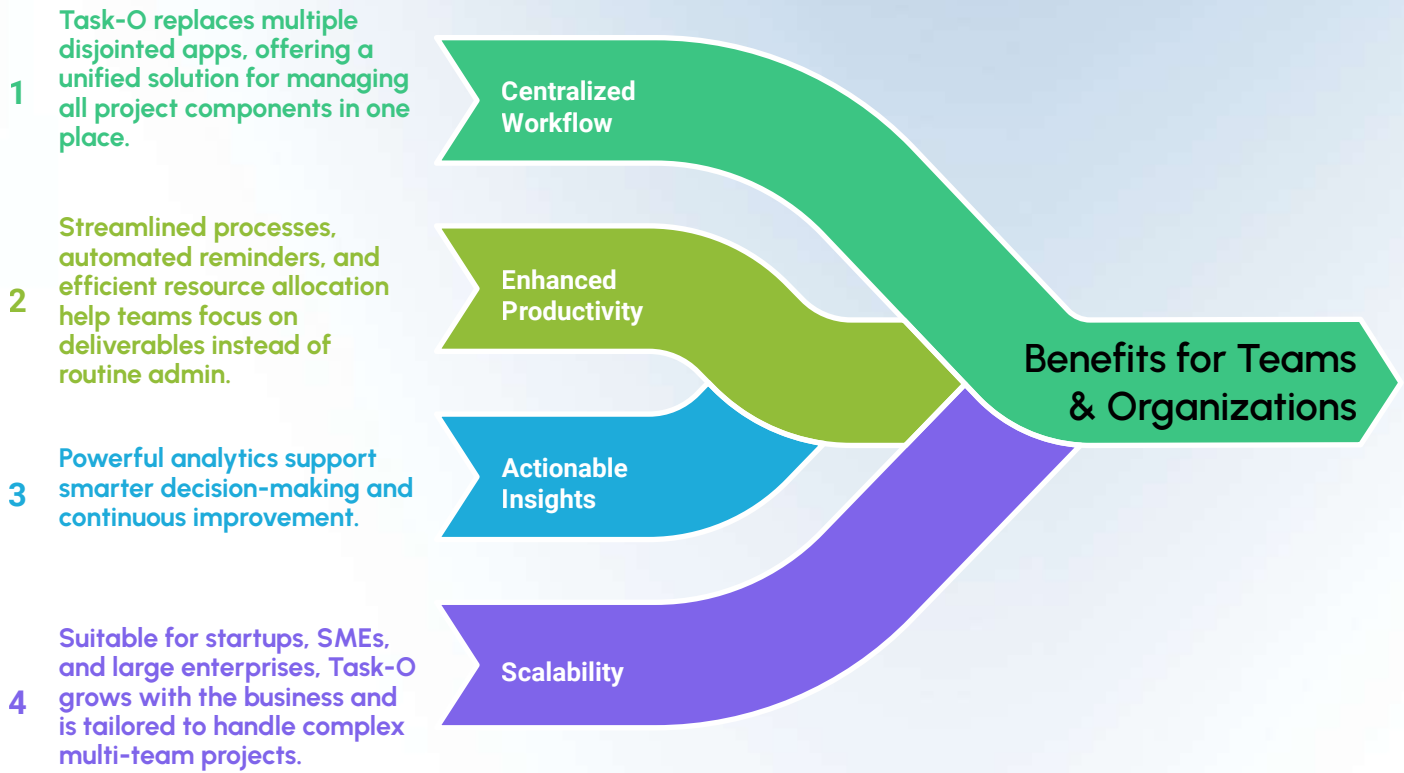 1
Task-O replaces multiple
disjointed apps, offering a
unified solution for managing
all project components in one
place.
Centralized
Workflow
2
Streamlined processes,
automated reminders, and
efficient resource allocation
help teams focus on
deliverables instead of
routine admin.
Enhanced
Productivity
3
Powerful analytics support
smarter decision-making and
continuous improvement.
Actionable
Insights
4
Suitable for startups, SMEs,
and large enterprises, Task-O
grows with the business and
is tailored to handle complex
multi-team projects.
Scalability
Benefits for Teams
& Organizations